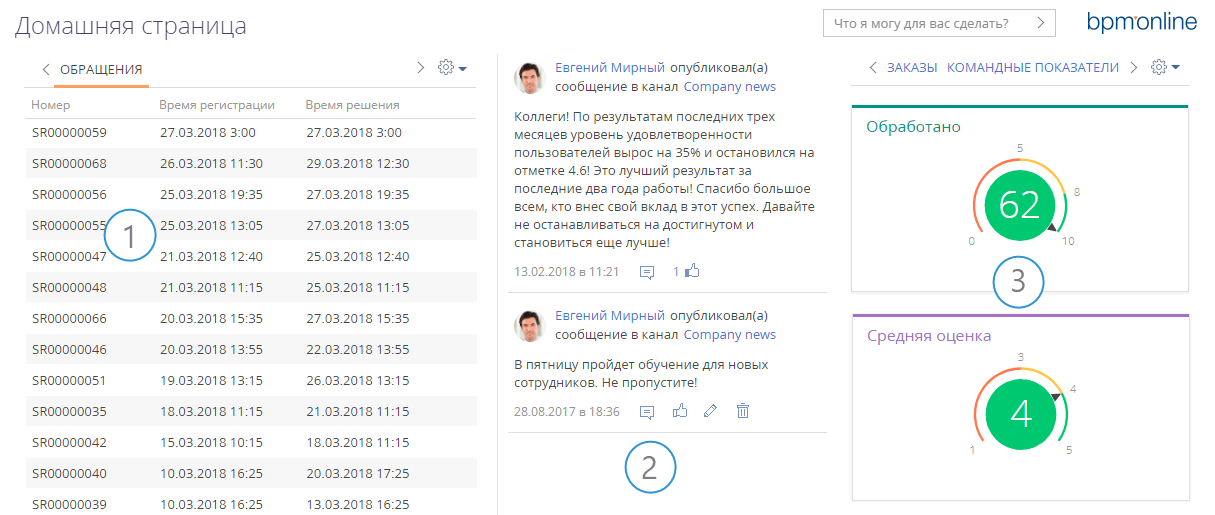 Домашняя страница
Что я могу для вас сделать?
bpmonline
ОБРАЩЕНИЯ
Номер Время регистрации Время решения
SR00000059 27.03.2018 3:00 27.03.2018 3:00
SR00000068 26.03.2018 11:30 29.03.2018 12:30
SR00000056 25.03.2018 19:35 27.03.2018 19:35
SR00000055 25.03.2018 13:05 27.03.2018 13:05
SR00000047 21.03.2018 12:40 25.03.2018 12:40
SR00000048 21.03.2018 11:15 25.03.2018 11:15
SR00000066 20.03.2018 15:35 27.03.2018 15:35
SR00000046 20.03.2018 13:55 22.03.2018 13:55
SR00000051 19.03.2018 13:15 26.03.2018 13:15
SR00000035 18.03.2018 11:15 21.03.2018 11:15
SR00000042 15.03.2018 10:15 18.03.2018 11:15
SR00000040 10.03.2018 16:25 20.03.2018 17:25
SR00000039 10.03.2018 16:25 13.03.2018 16:25
1
Евгений Мирный опубликовал(а)
сообщение в канал Company news
Коллеги! По результатам последних трех
месяцев уровень удовлетворенности
пользователей вырос на 35% и остановился на
отметке 4.6! Это лучший результат за
последние два года работы! Спасибо большое
всем, кто внес свой вклад в этот успех. Давайте
не останавливаться на достигнутом и
становиться еще лучше!
13.02.2018 в 11:21 1
Евгений Мирный опубликовал(а)
сообщение в канал Company news
В пятницу пройдет обучение для новых
сотрудников. Не пропустите!
28.08.2017 в 18:36
2
ЗАКАЗЫ КОМАНДНЫЕ ПОКАЗАТЕЛИ
Обработано
5
8
62
0 10
3
Средняя оценка
3
4
4
1 5